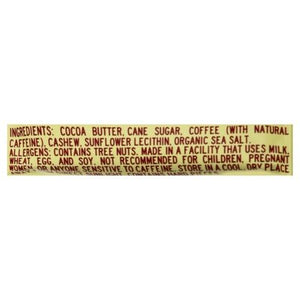 INGREDIENTS: COCOA BUTTER, CANE SUGAR, COFFEE (WITH NATURAL
CAFFEINE), CASHEW, SUNFLOWER LECITHIN, ORGANIC SEA SALT.
ALLERGENS: CONTAINS TREE NUTS. MADE IN A FACILITY THAT USES MILK,
WHEAT, EGG, AND SOY. NOT RECOMMENDED FOR CHILDREN, PREGNANT
WOMEN, OR ANYONE SENSITIVE TO CAFFEINE. STORE IN A COOL, DRY PLACE